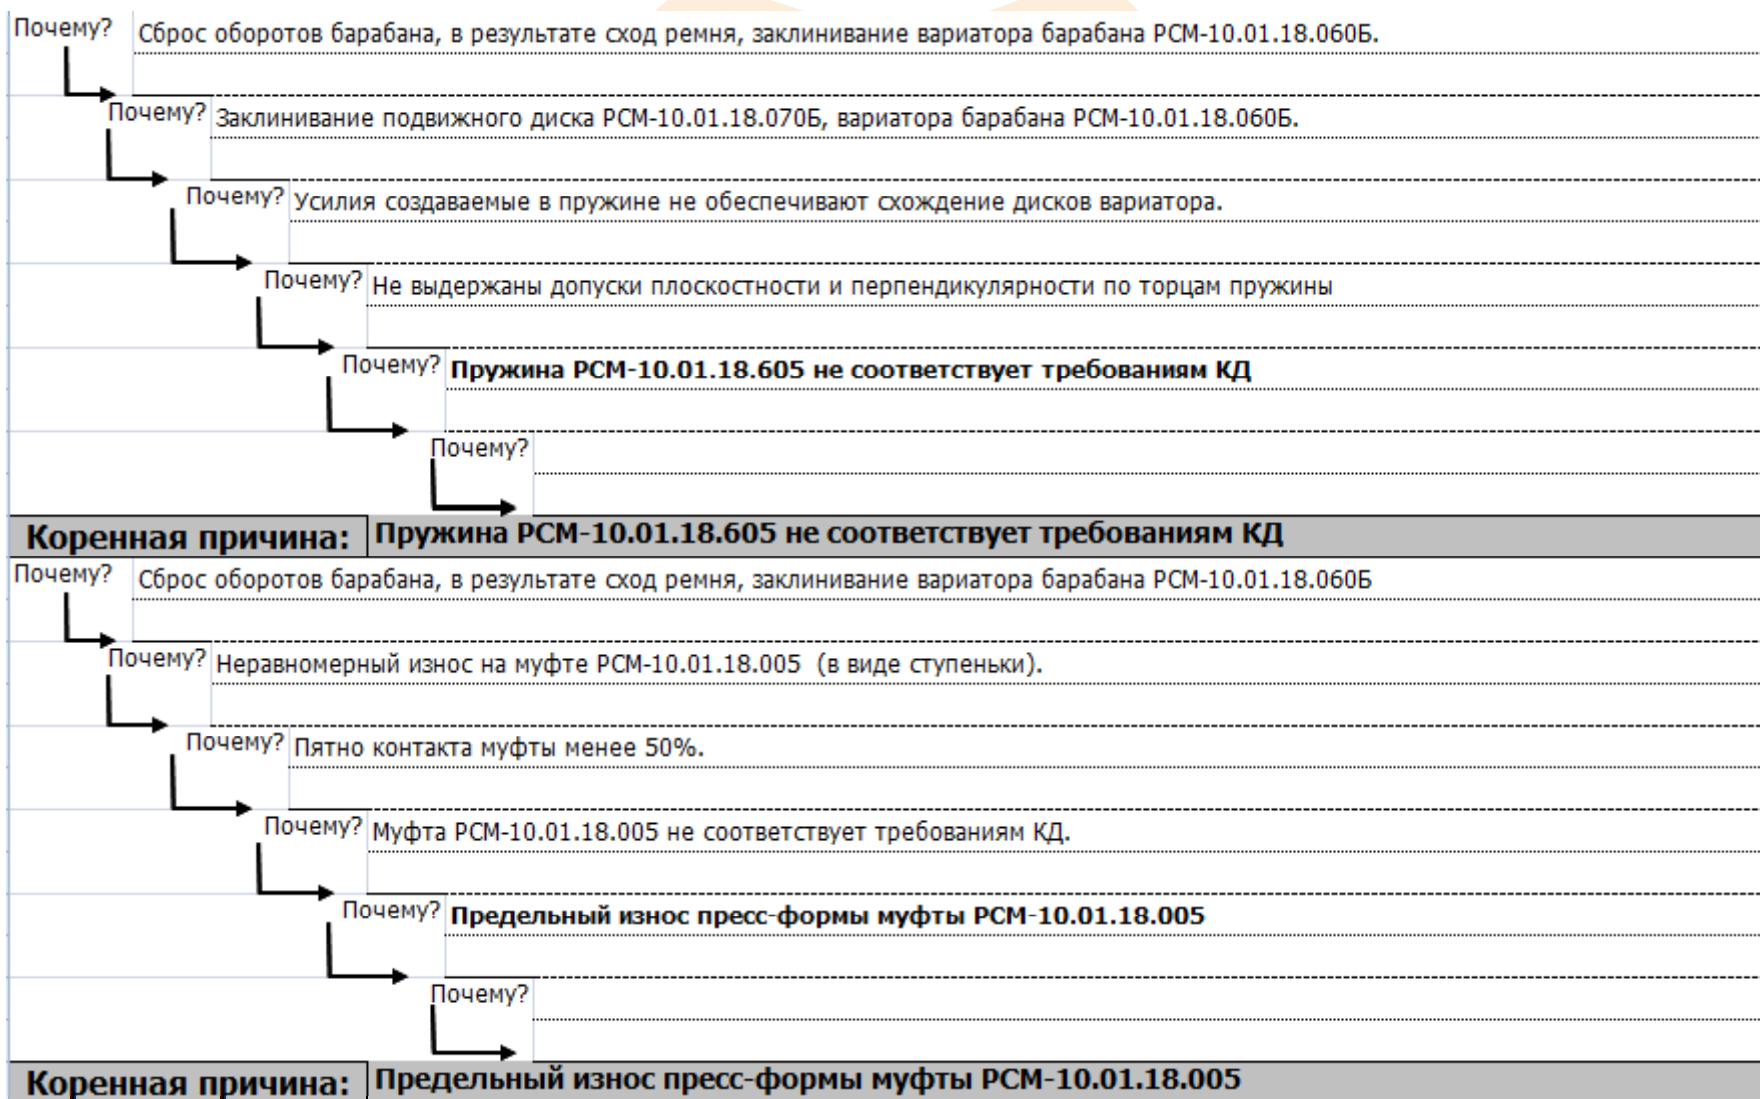 Почему? Сброс оборотов барабана, в результате сход ремня, заклинивание вариатора барабана РСМ-10.01.18.060Б.
Почему? Заклинивание подвижного диска РСМ-10.01.18.070Б, вариатора барабана РСМ-10.01.18.060Б.
Почему? Усилия создаваемые в пружине не обеспечивают схождение дисков вариатора.
Почему? Не выдержаны допуски плоскостности и перпендикулярности по торцам пружины
Почему? Пружина РСМ-10.01.18.605 не соответствует требованиям КД
Почему?
Коренная причина: Пружина РСМ-10.01.18.605 не соответствует требованиям КД
Почему? Сброс оборотов барабана, в результате сход ремня, заклинивание вариатора барабана РСМ-10.01.18.060Б
Почему? Неравномерный износ на муфте РСМ-10.01.18.005 (в виде ступеньки).
Почему? Пятно контакта муфты менее 50%.
Почему? Муфта РСМ-10.01.18.005 не соответствует требованиям КД.
Почему? Предельный износ пресс-формы муфты РСМ-10.01.18.005
Почему?
Коренная причина: Предельный износ пресс-формы муфты РСМ-10.01.18.005